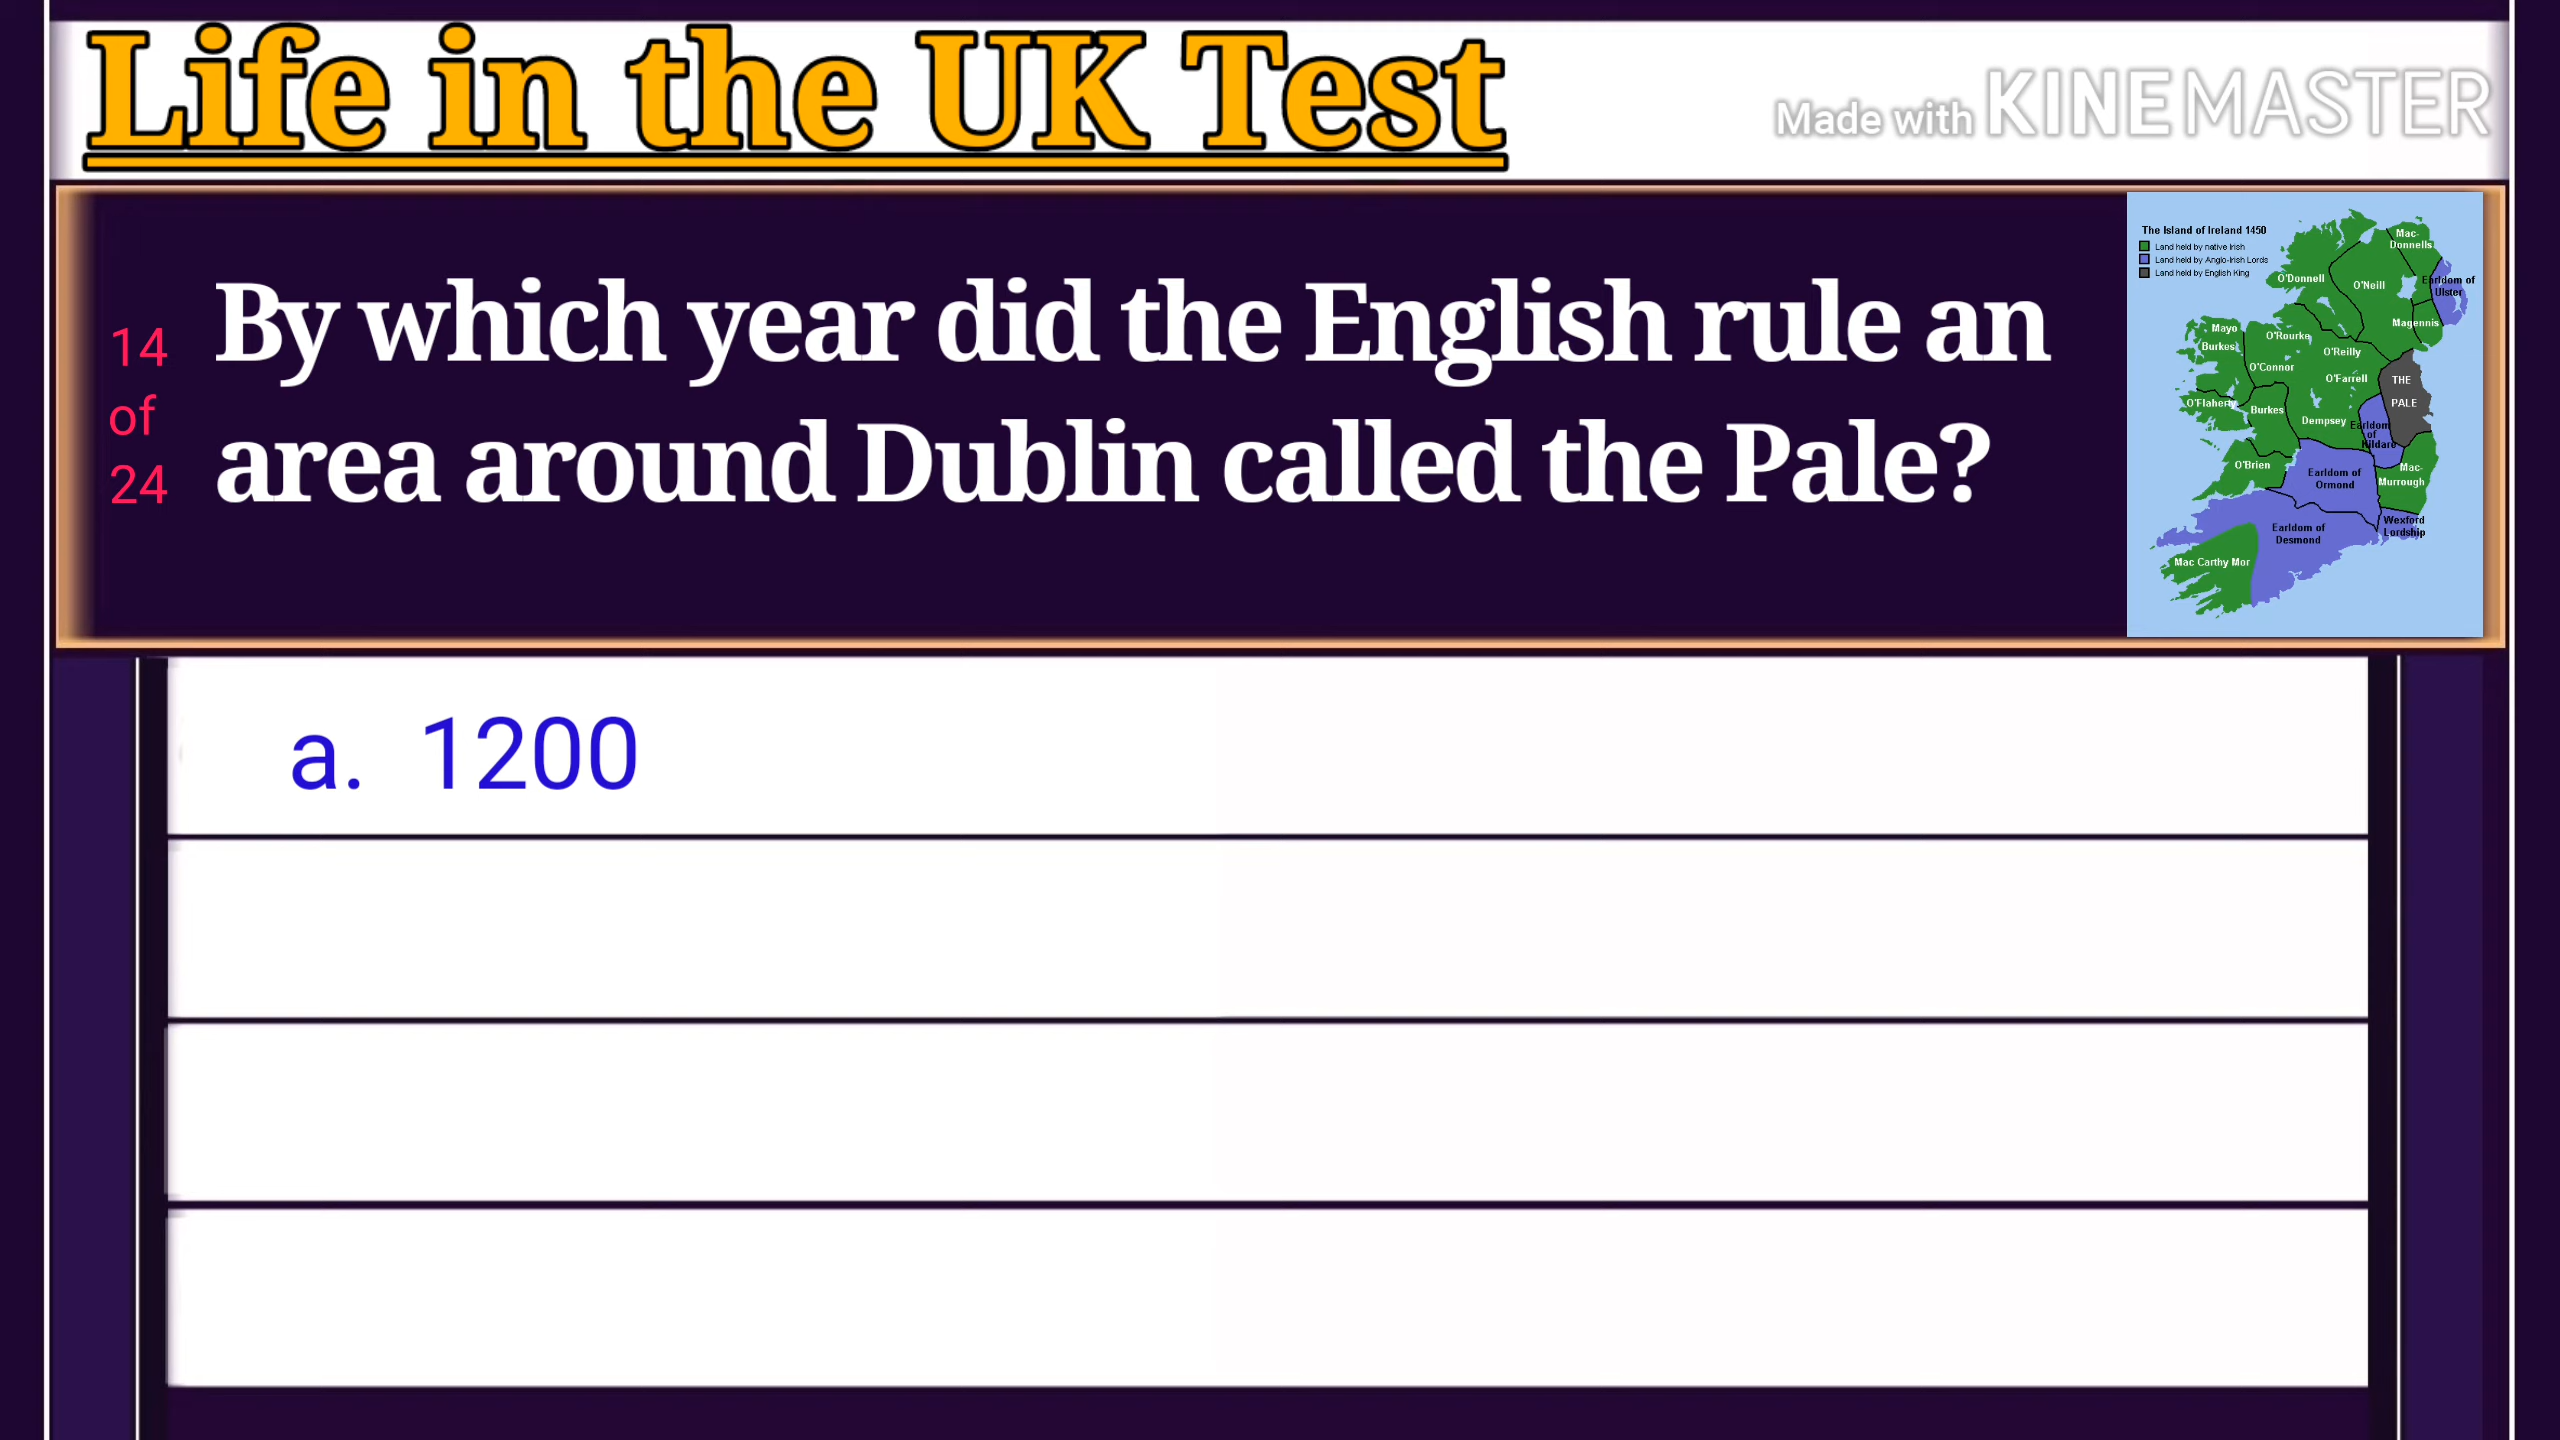 Life in the UK Test
Made with KINEMASTER
14
of
24
By which year did the English rule an
area around Dublin called the Pale?
The Island of Ireland 1450
Land held by native Irish
Land held by Anglo-Irish Lords
Land held by English King
Mac-
Donnells
O'Donnell
O'Neill
Earldom of
Ulster
Magennis
Mayo
Burkes
O'Rourke
O'Reilly
O'Connor
O'Farrell
THE
PALE
O'Flaherty
Burkes
Dempsey
Earldom
of
Kildare
O'Brien
Earldom of
Ormond
Mac-
Murrough
Earldom of
Desmond
Wexford
Lordship
Mac Carthy Mor
a. 1200